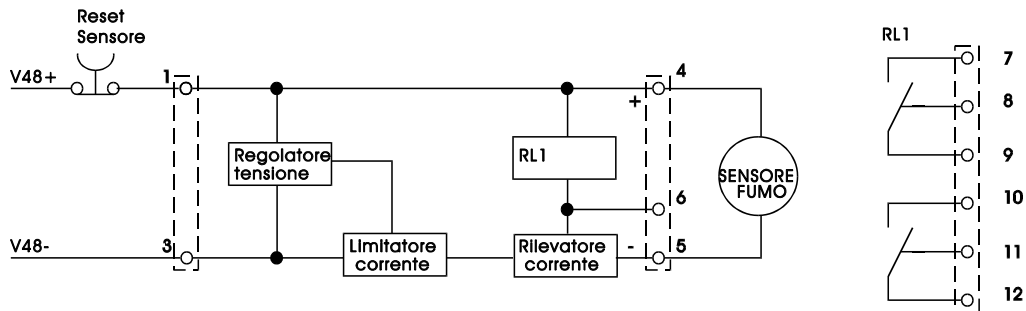 Reset
Sensore
V48+
1
4
+
Regolatore
tensione
RL1
SENSORE
FUMO
6
V48-
3
Limitatore
corrente
Rilevatore
corrente
-
5
RL1
7
8
9
10
11
12